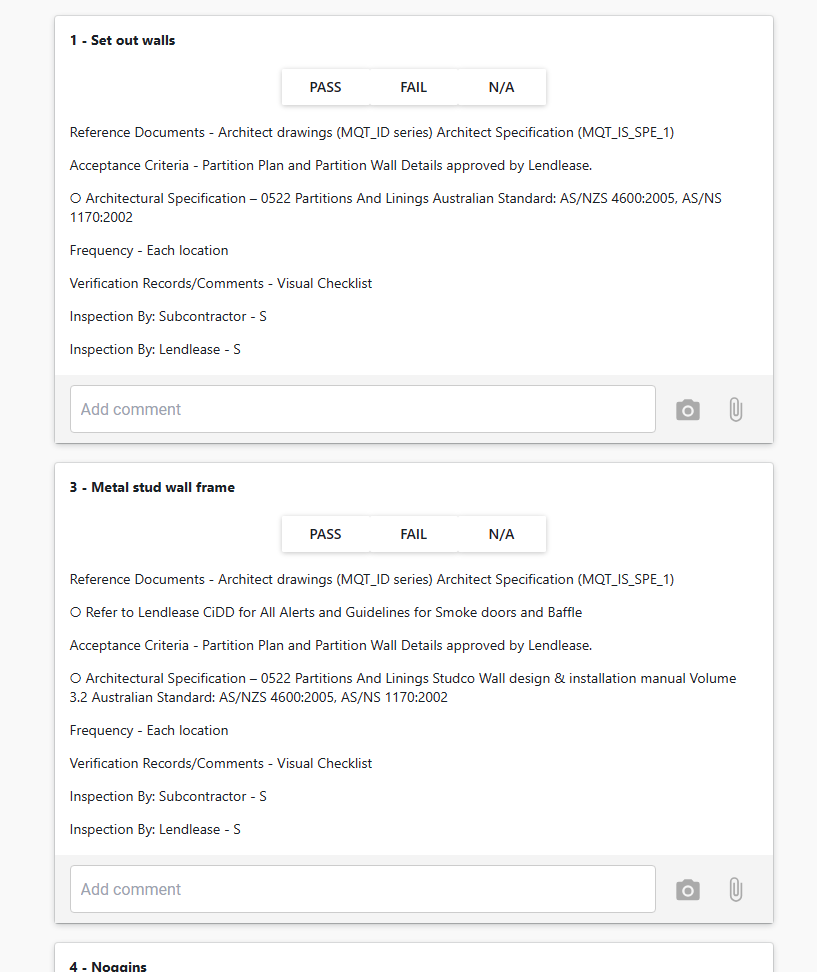 1 - Set out walls
PASS FAIL N/A
Reference Documents - Architect drawings (MQT_ID series) Architect Specification (MQT_IS_SPE_1)
Acceptance Criteria - Partition Plan and Partition Wall Details approved by Lendlease.
O Architectural Specification – 0522 Partitions And Linings Australian Standard: AS/NZS 4600:2005, AS/NS
1170:2002
Frequency - Each location
Verification Records/Comments - Visual Checklist
Inspection By: Subcontractor - S
Inspection By: Lendlease - S
Add comment
3 - Metal stud wall frame
PASS FAIL N/A
Reference Documents - Architect drawings (MQT_ID series) Architect Specification (MQT_IS_SPE_1)
O Refer to Lendlease CiDD for All Alerts and Guidelines for Smoke doors and Baffle
Acceptance Criteria - Partition Plan and Partition Wall Details approved by Lendlease.
O Architectural Specification – 0522 Partitions And Linings Studco Wall design & installation manual Volume
3.2 Australian Standard: AS/NZS 4600:2005, AS/NS 1170:2002
Frequency - Each location
Verification Records/Comments - Visual Checklist
Inspection By: Subcontractor - S
Inspection By: Lendlease - S
Add comment
4 - Noggins